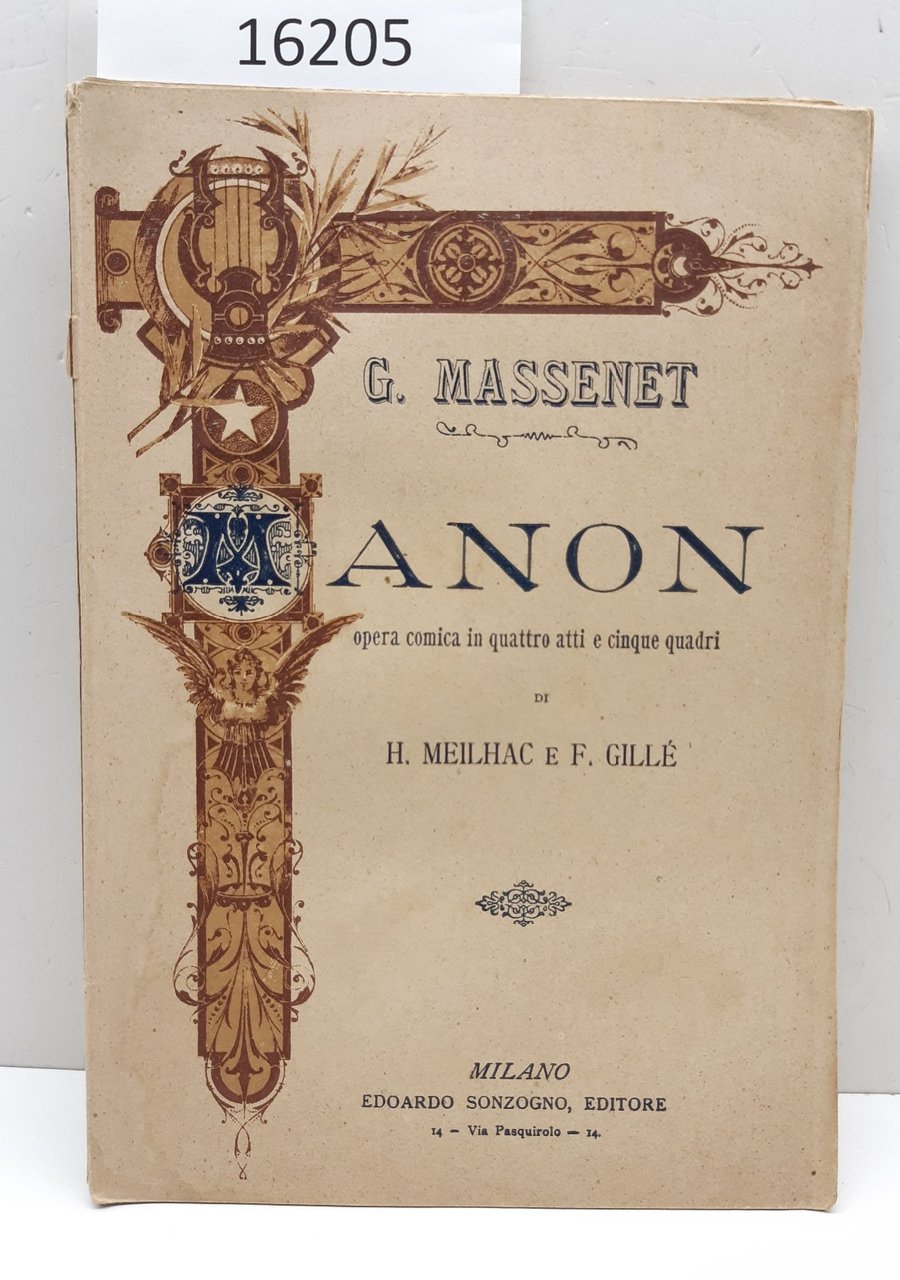 16205
G. MASSENET
MANON
opera comica in quattro atti e cinque quadri
DI
H. MEILHAC E F. GILLÉ
MILANO
EDOARDO SONZOGNO, EDITORE
14 — Via Pasquirolo — 14.